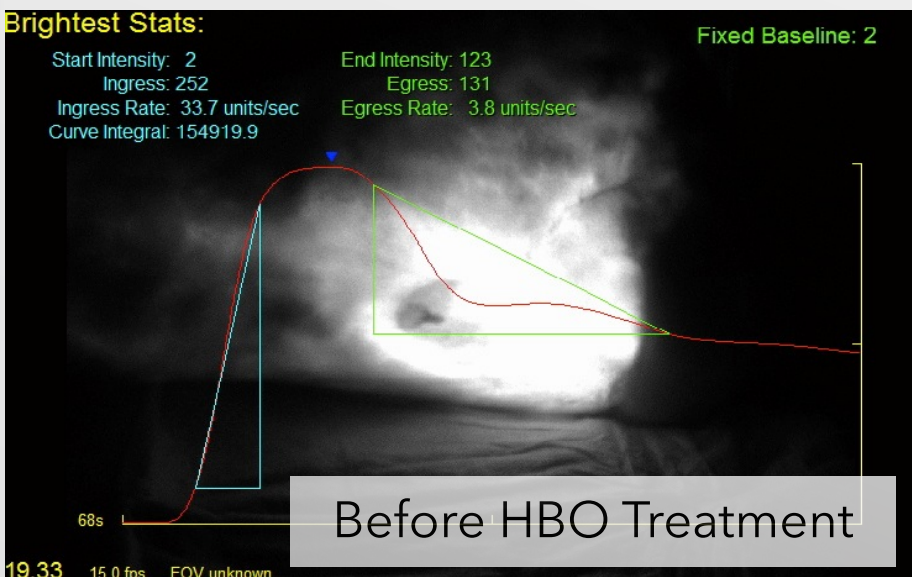 Brightest Stats:
Fixed Baseline: 2
Start Intensity: 2
Ingress: 252
Ingress Rate: 33.7 units/sec
Curve Integral: 154919.9
End Intensity: 123
Egress: 131
Egress Rate: 3.8 units/sec
68s
Before HBO Treatment
19.33 15.0 fps FOV unknown